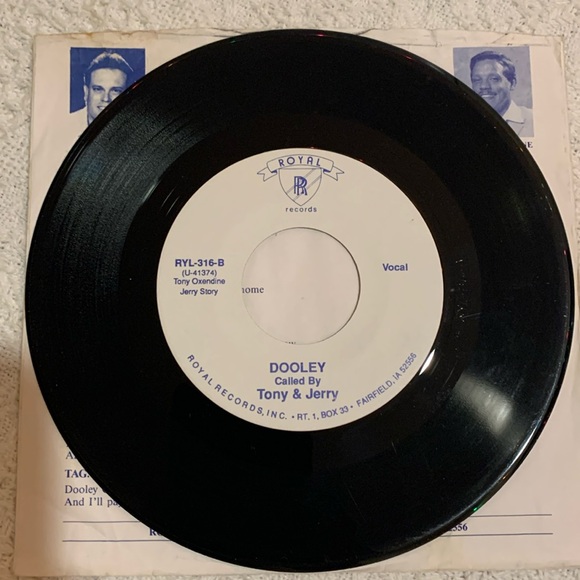 ROYAL
R
records
RYL-316-B
(U-41374)
Tony Oxendine
Jerry Story
Vocal
home
DOOLEY
Called By
Tony & Jerry
ROYAL RECORDS, INC. • RT. 1, BOX 33 • FAIRFIELD, IA 52556
TAG
Dooley
And I'll